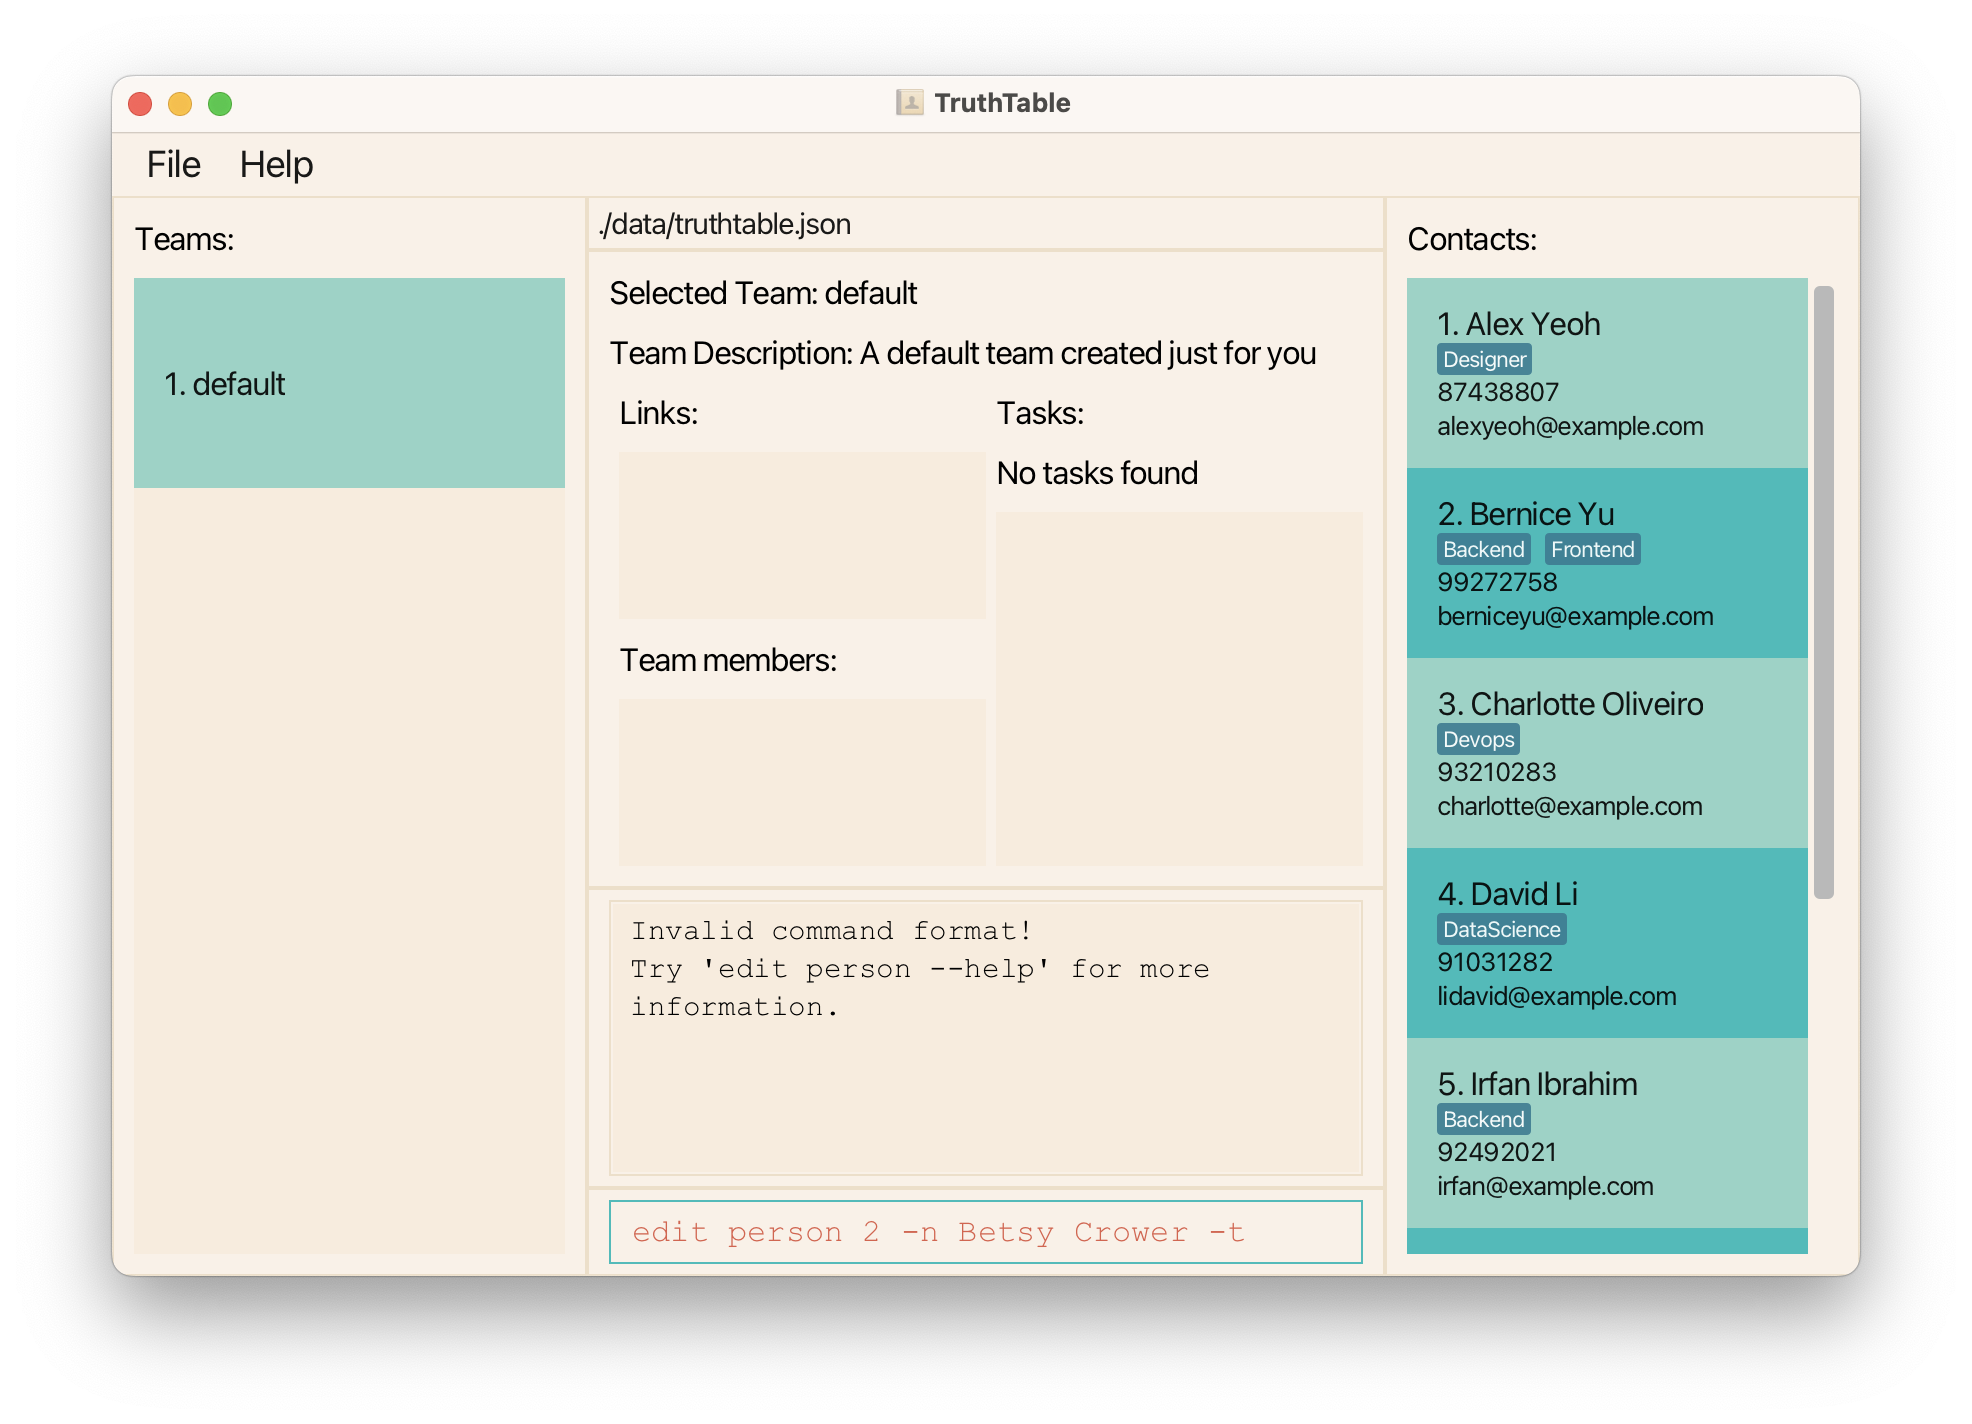 TruthTable
File Help
Teams:
1. default
./data/truthtable.json
Selected Team: default
Team Description: A default team created just for you
Links:
Tasks:
No tasks found
Team members:
Invalid command format!
Try 'edit person --help' for more
information.
edit person 2 -n Betsy Crower -t
Contacts:
1. Alex Yeoh
Designer
87438807
alexyeoh@example.com
2. Bernice Yu
Backend Frontend
99272758
berniceyu@example.com
3. Charlotte Oliveiro
Devops
93210283
charlotte@example.com
4. David Li
DataScience
91031282
lidavid@example.com
5. Irfan Ibrahim
Backend
92492021
irfan@example.com